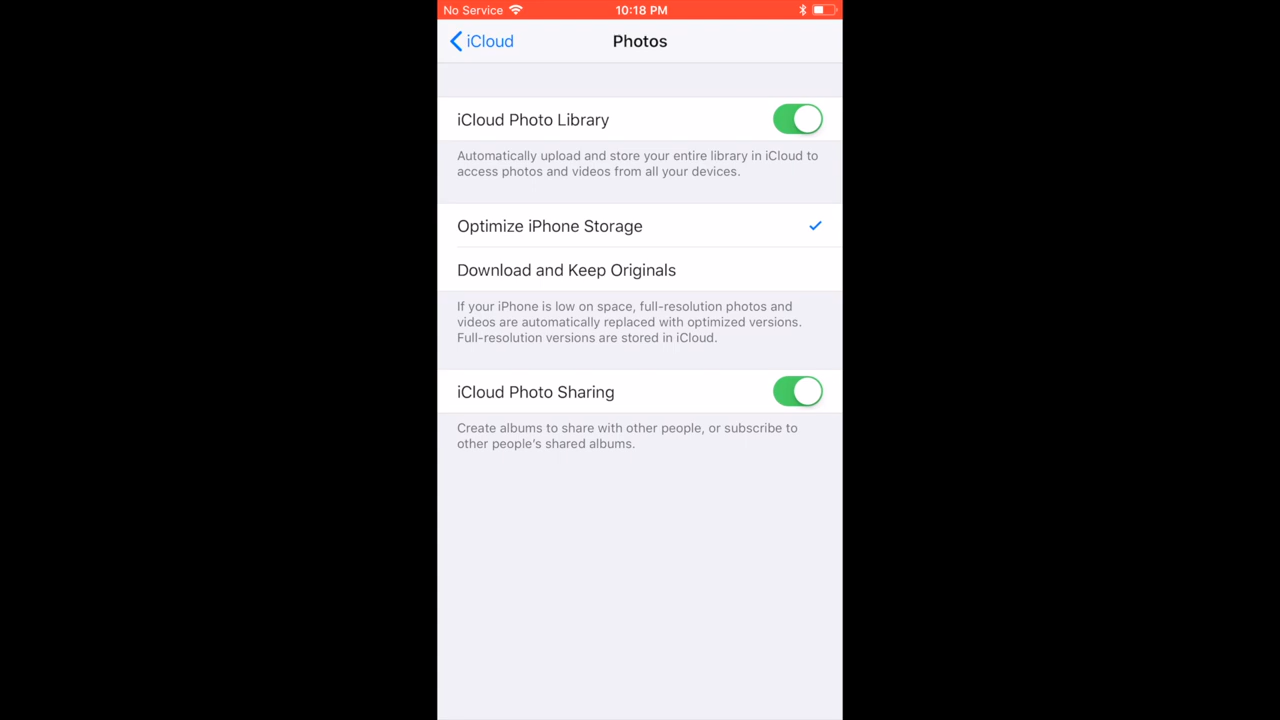 No Service 10:18 PM
iCloud Photos
iCloud Photo Library
Automatically upload and store your entire library in iCloud to
access photos and videos from all your devices.
Optimize iPhone Storage
Download and Keep Originals
If your iPhone is low on space, full-resolution photos and
videos are automatically replaced with optimized versions.
Full-resolution versions are stored in iCloud.
iCloud Photo Sharing
Create albums to share with other people, or subscribe to
other people’s shared albums.